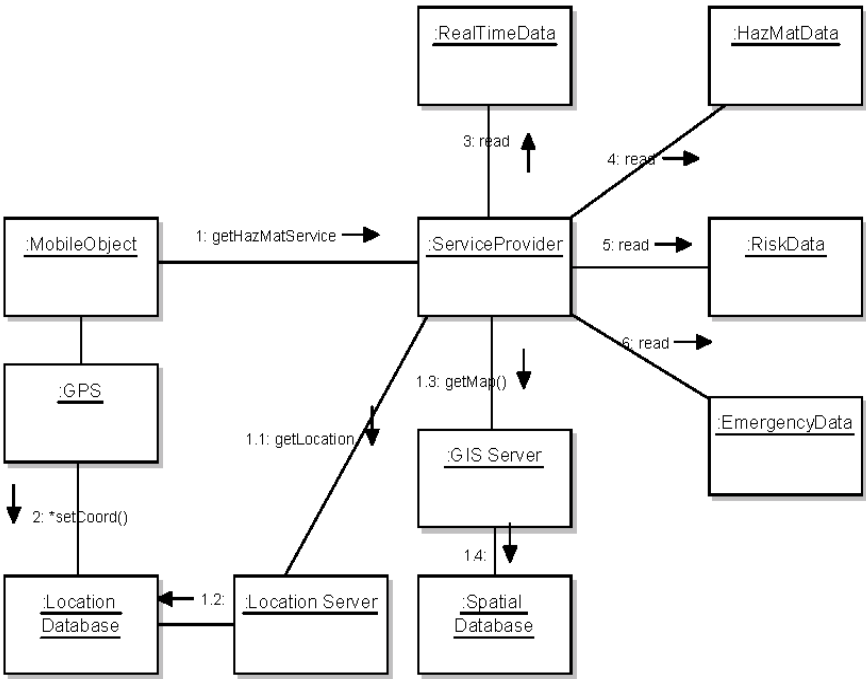 :RealTimeData
:HazMatData
3: read
4: read
:MobileObject
1: getHazMatService
:ServiceProvider
5: read
:RiskData
6: read
:GPS
1.3: getMap()
:EmergencyData
1.1: getLocation
:GIS Server
2: *setCoord()
1.4:
:Location
Database
1.2:
:Location Server
:Spatial
Database